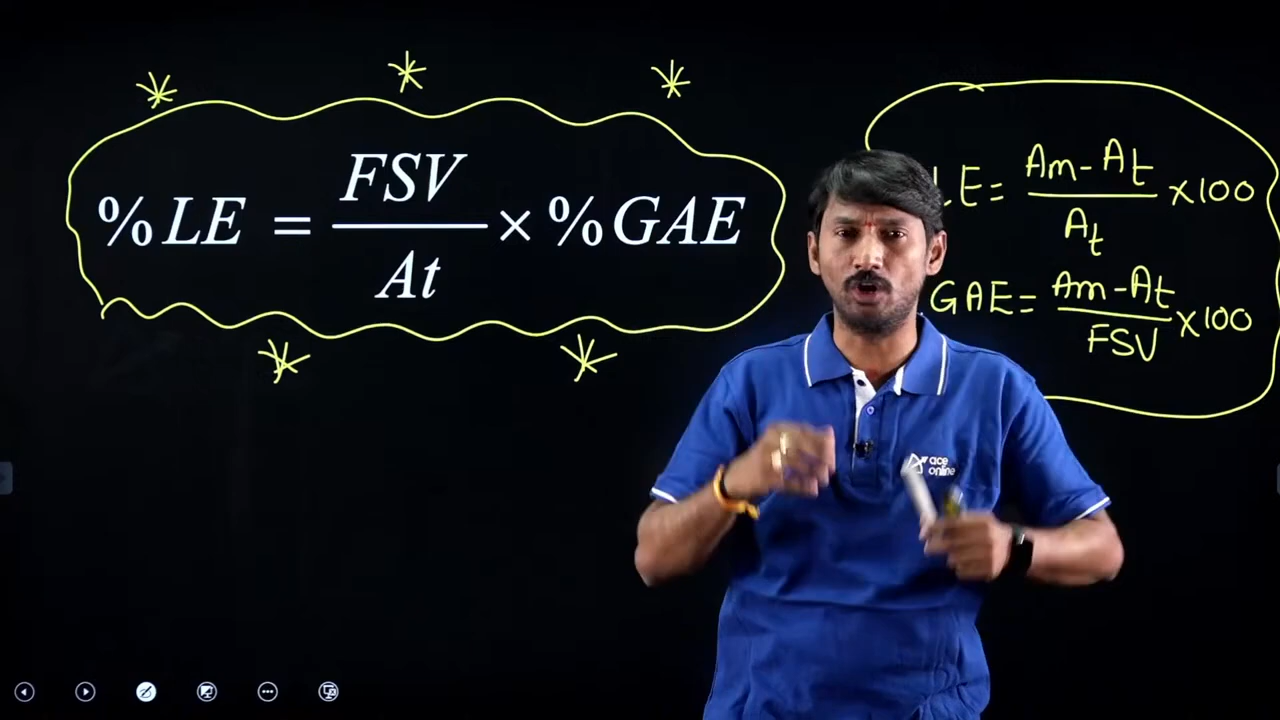 %LE = FSV/At × %GAE
LE = Am-At/At ×100
GAE = Am-At/FSV ×100
ace
online